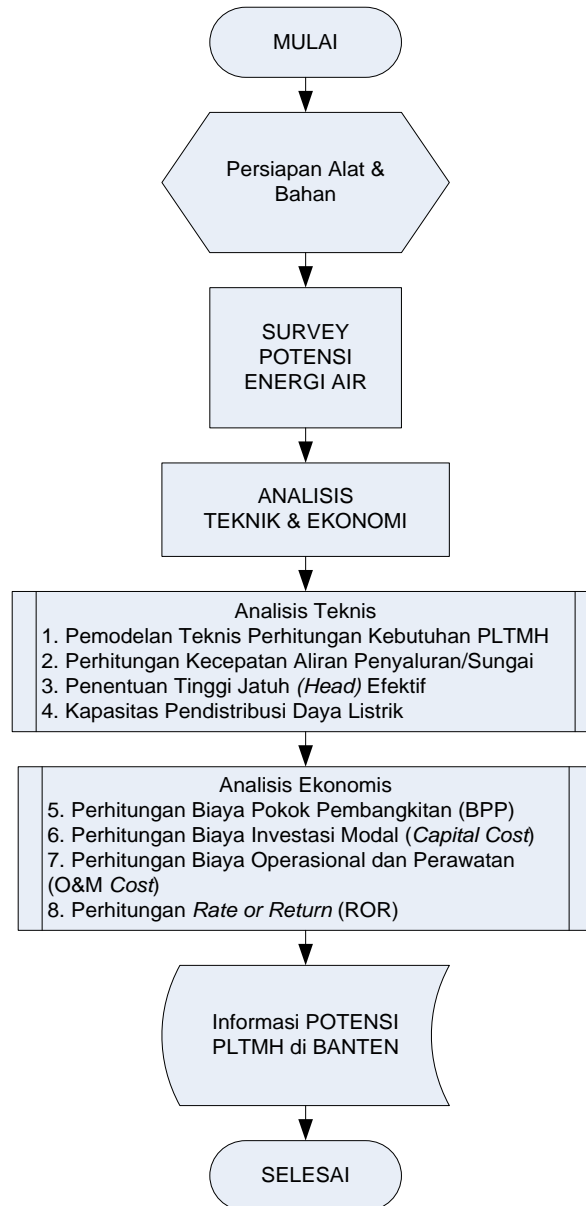 MULAI
Persiapan Alat &
Bahan
SURVEY
POTENSI
ENERGI AIR
ANALISIS
TEKNIK & EKONOMI
Analisis Teknis
1. Pemodelan Teknis Perhitungan Kebutuhan PLTMH
2. Perhitungan Kecepatan Aliran Penyaluran/Sungai
3. Penentuan Tinggi Jatuh (Head) Efektif
4. Kapasitas Pendistribusi Daya Listrik
Analisis Ekonomis
5. Perhitungan Biaya Pokok Pembangkitan (BPP)
6. Perhitungan Biaya Investasi Modal (Capital Cost)
7. Perhitungan Biaya Operasional dan Perawatan
(O&M Cost)
8. Perhitungan Rate or Return (ROR)
Informasi POTENSI
PLTMH di BANTEN
SELESAI